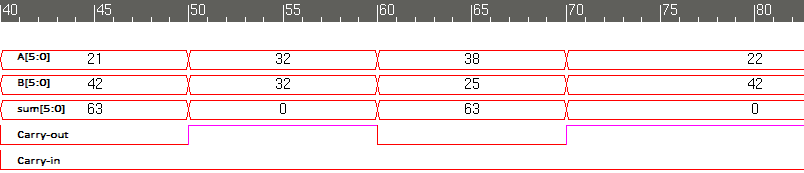 40 45 50 55 60 65 70 75 80
A[5:0] 21 32 38 22
B[5:0] 42 32 25 42
sum[5:0] 63 0 63 0
Carry-out
Carry-in